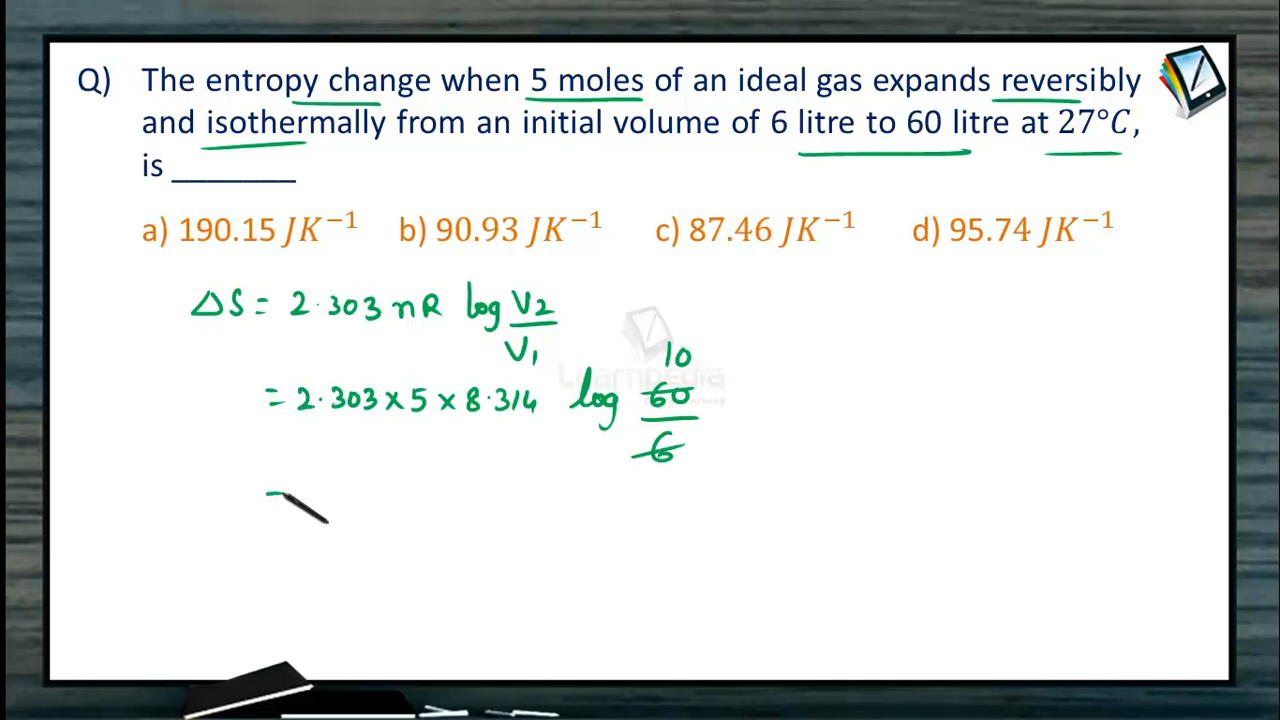 Q) The entropy change when 5 moles of an ideal gas expands reversibly
and isothermally from an initial volume of 6 litre to 60 litre at 27°C,
is _______
a) 190.15 JK⁻¹ b) 90.93 JK⁻¹ c) 87.46 JK⁻¹ d) 95.74 JK⁻¹
ΔS = 2.303 nR log V2/V1
= 2.303 × 5 × 8.314 log 60/6
10
=
Learnpedia